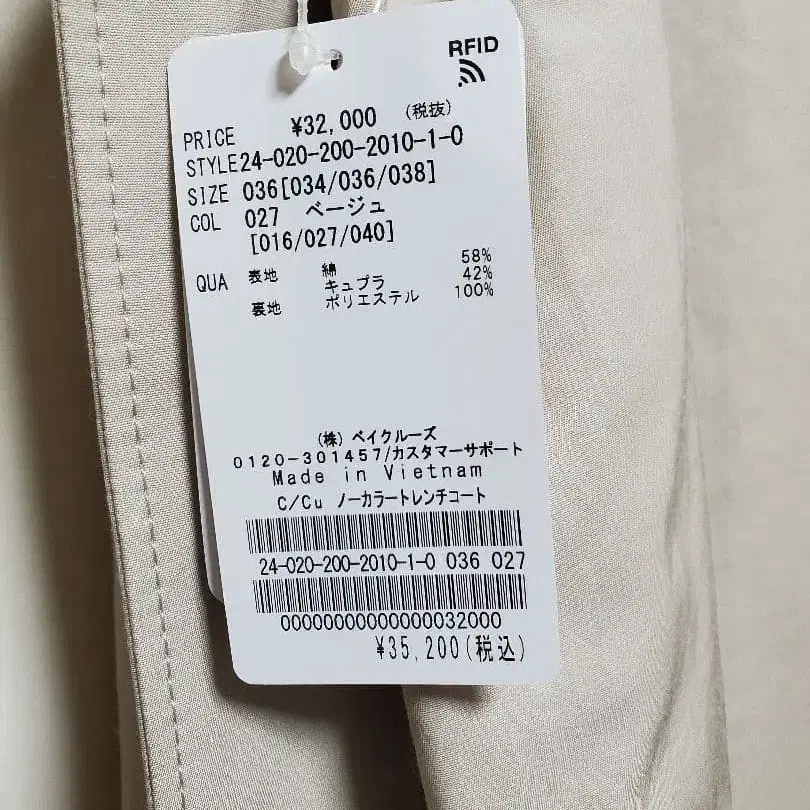 RFID
PRICE ¥32,000 (税抜)
STYLE 24-020-200-2010-1-0
SIZE 036[034/036/038]
COL 027 ベージュ
[016/027/040]
QUA 表地 綿 58%
キュプラ 42%
裏地 ポリエステル 100%
(株) ベイクルーズ
0120-301457/カスタマーサポート
Made in Vietnam
C/Cu ノーカラートレンチコート
24-020-200-2010-1-0 036 027
00000000000000032000
¥35,200(税込)